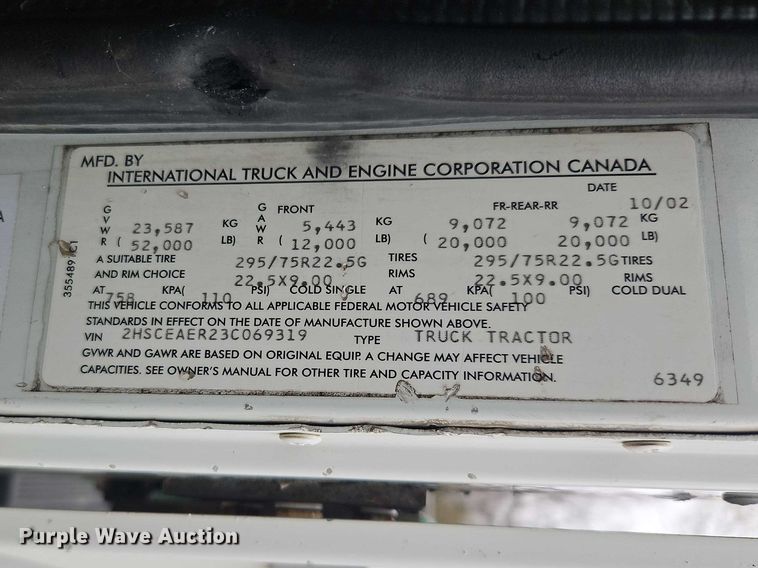 MFD. BY
INTERNATIONAL TRUCK AND ENGINE CORPORATION CANADA
DATE 10/02
GVWR 23,587 KG GAWR FRONT 5,443 KG FR-REAR-RR 9,072 9,072 KG
( 52,000 LB) ( 12,000 LB) ( 20,000 20,000 LB)
A SUITABLE TIRE 295/75R22.5G TIRES 295/75R22.5G TIRES
AND RIM CHOICE 22.5X9.00 RIMS 22.5X9.00 RIMS
AT 758 KPA( 110 PSI) COLD SINGLE AT 689 KPA( 100 PSI) COLD DUAL
THIS VEHICLE CONFORMS TO ALL APPLICABLE FEDERAL MOTOR VEHICLE SAFETY
STANDARDS IN EFFECT ON THE DATE OF MANUFACTURE SHOWN ABOVE.
VIN 2HSCEAER23C069319 TYPE TRUCK TRACTOR
GVWR AND GAWR ARE BASED ON ORIGINAL EQUIP. A CHANGE MAY AFFECT VEHICLE
CAPACITIES. SEE OWNER'S MANUAL FOR OTHER TIRE AND CAPACITY INFORMATION.
6349
3554897C1
Purple Wave Auction